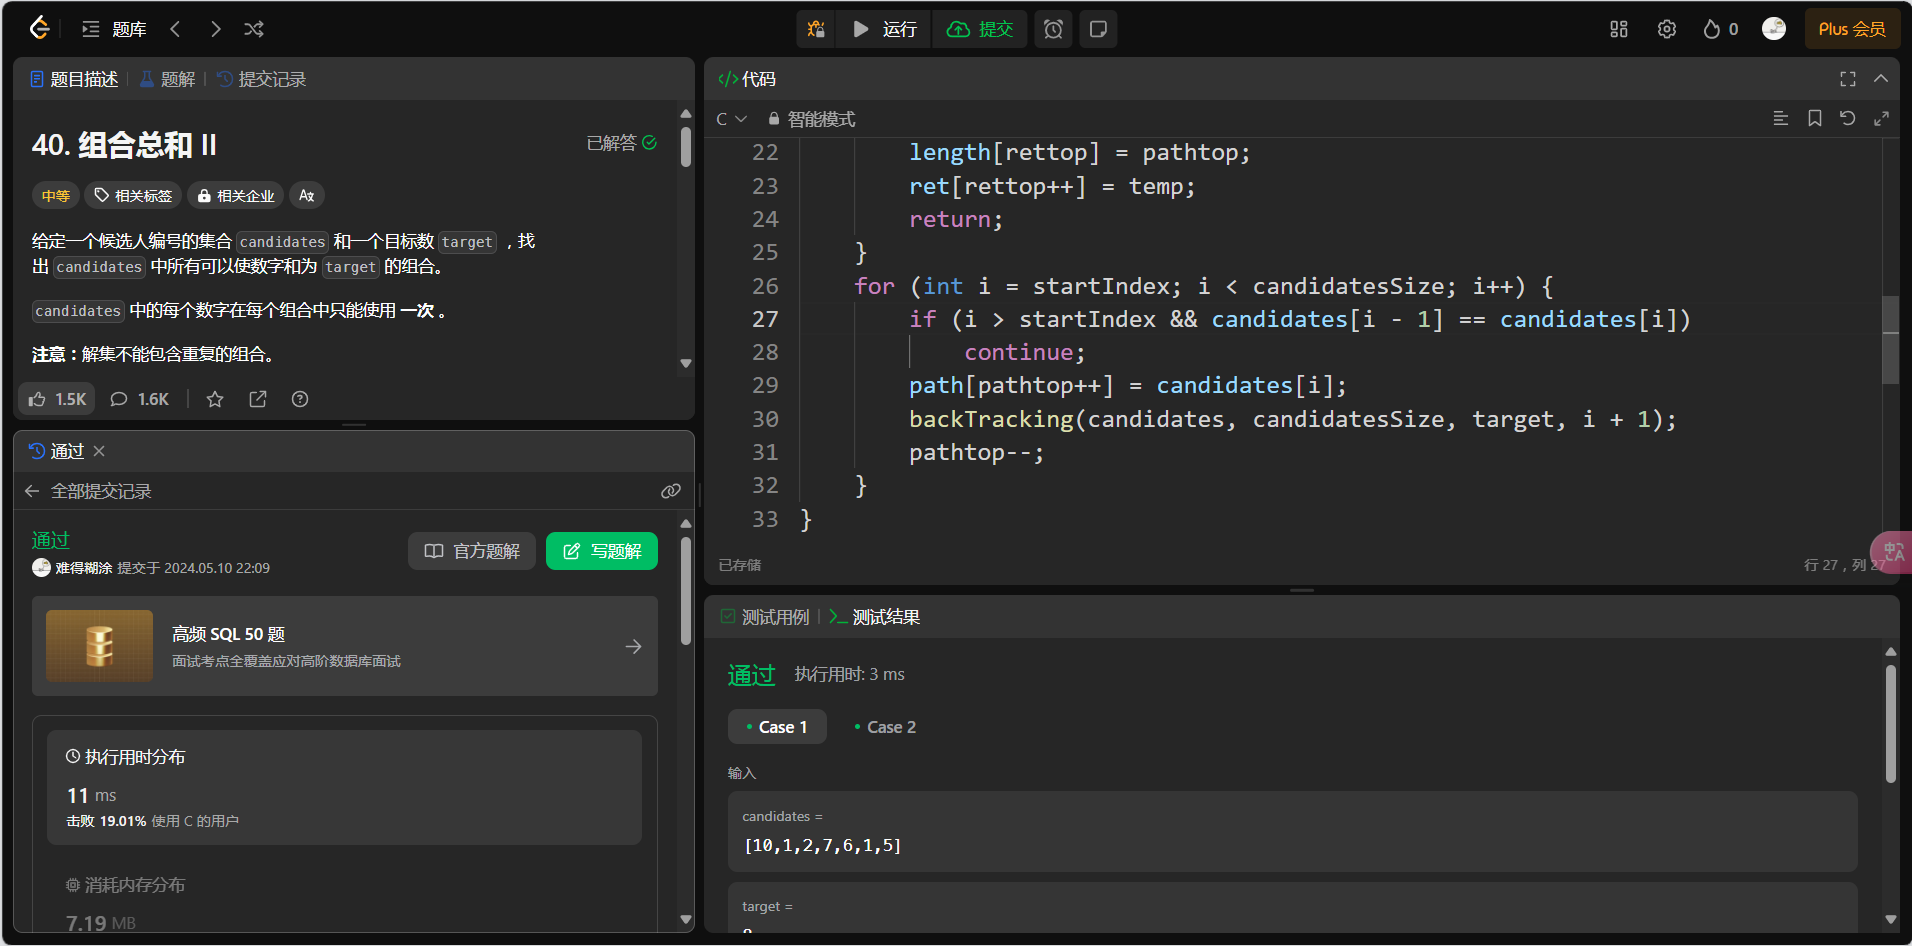 题库
运行
提交
0
Plus 会员
题目描述
题解
提交记录
40. 组合总和 II
已解答
中等
相关标签
相关企业
给定一个候选人编号的集合 candidates 和一个目标数 target ，找
出 candidates 中所有可以使数字和为 target 的组合。
candidates 中的每个数字在每个组合中只能使用 一次 。
注意：解集不能包含重复的组合。
1.5K
1.6K
通过
全部提交记录
通过
难得糊涂 提交于 2024.05.10 22:09
官方题解
写题解
高频 SQL 50 题
面试考点全覆盖应对高阶数据库面试
执行用时分布
11 ms
击败 19.01% 使用 C 的用户
消耗内存分布
7.19 MB
</> 代码
C
智能模式
22 length[rettop] = pathtop;
23 ret[rettop++] = temp;
24 return;
25 }
26 for (int i = startIndex; i < candidatesSize; i++) {
27 if (i > startIndex && candidates[i - 1] == candidates[i])
28 continue;
29 path[pathtop++] = candidates[i];
30 backTracking(candidates, candidatesSize, target, i + 1);
31 pathtop--;
32 }
33 }
已存储
行 27，列 27
测试用例
测试结果
通过
执行用时: 3 ms
Case 1
Case 2
输入
candidates =
[10,1,2,7,6,1,5]
target =